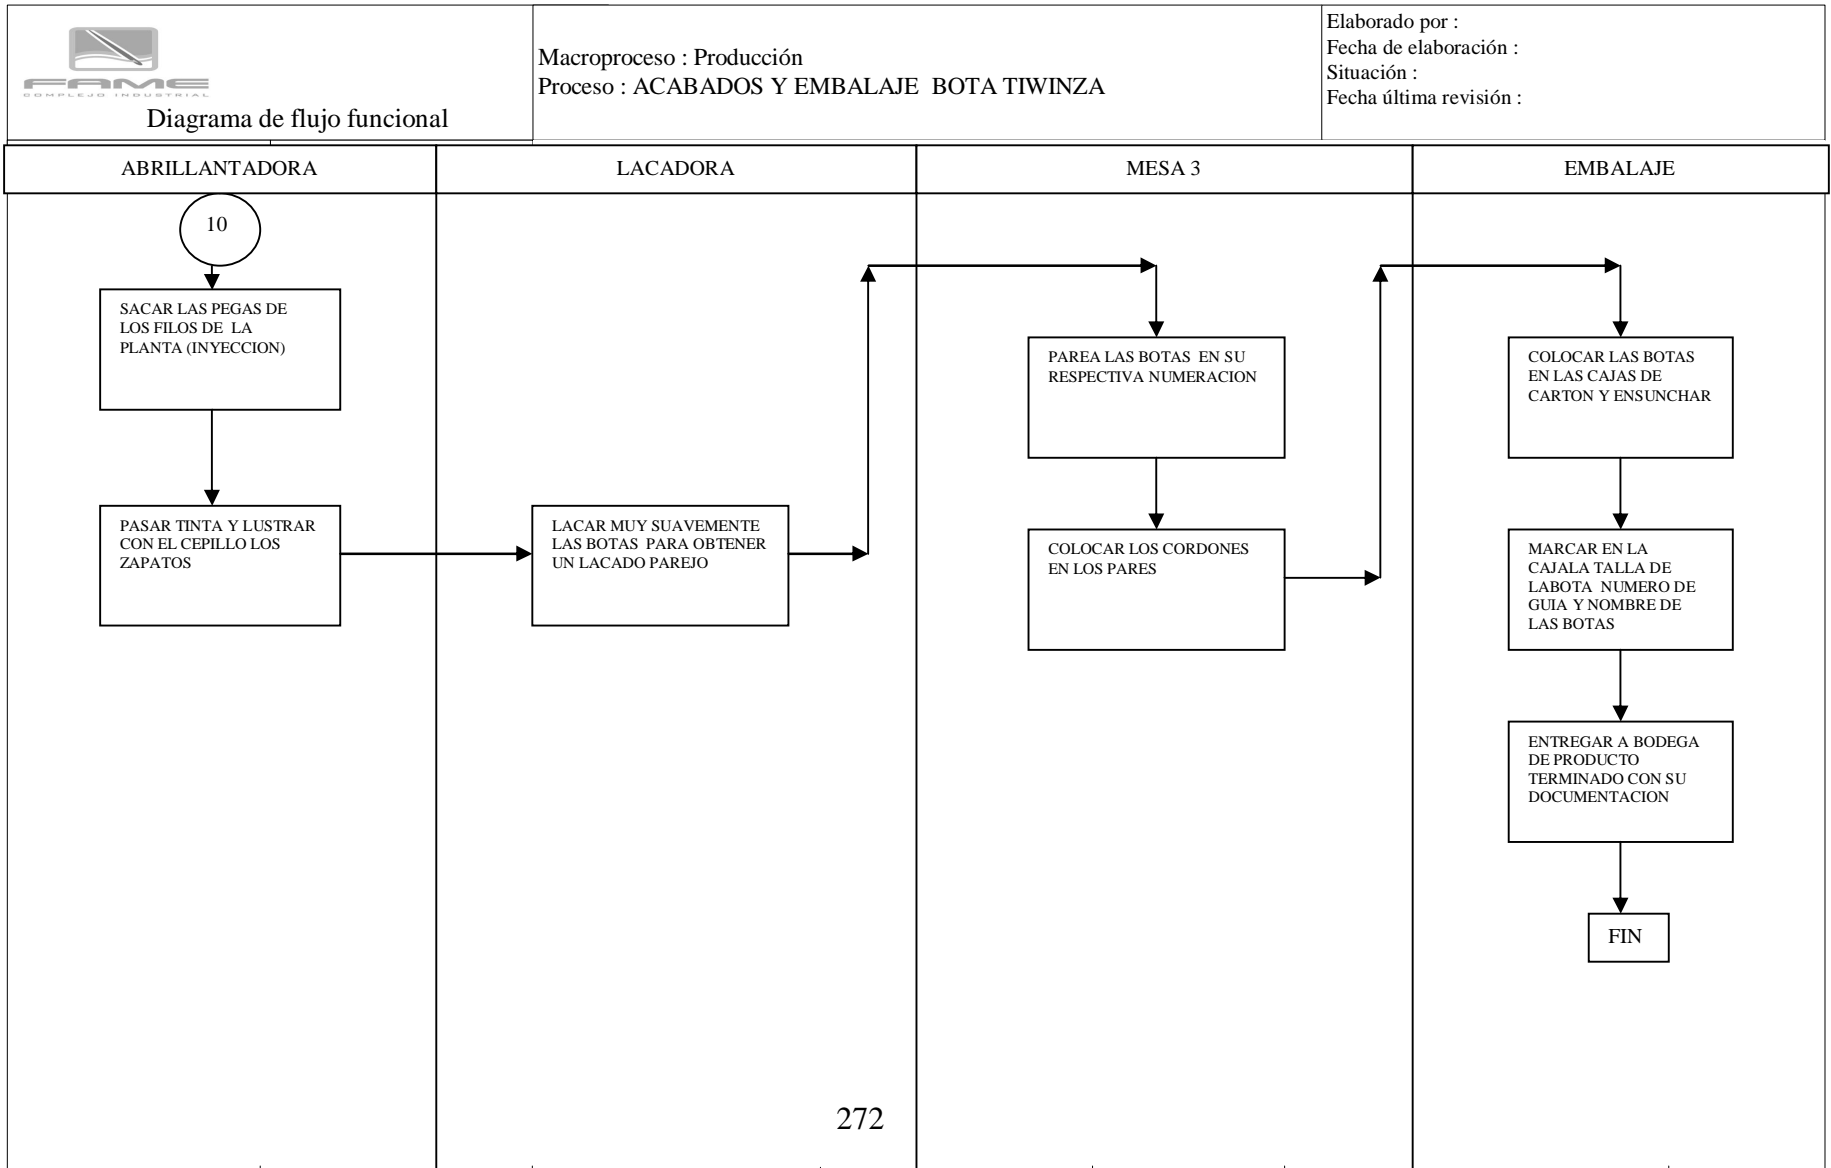 FAME
COMPLEJO INDUSTRIAL
Diagrama de flujo funcional
Macroproceso : Producción
Proceso : ACABADOS Y EMBALAJE BOTA TIWINZA
Elaborado por :
Fecha de elaboración :
Situación :
Fecha última revisión :
ABRILLANTADORA
LACADORA
MESA 3
EMBALAJE
10
SACAR LAS PEGAS DE
LOS FILOS DE LA
PLANTA (INYECCION)
PASAR TINTA Y LUSTRAR
CON EL CEPILLO LOS
ZAPATOS
LACAR MUY SUAVEMENTE
LAS BOTAS PARA OBTENER
UN LACADO PAREJO
PAREA LAS BOTAS EN SU
RESPECTIVA NUMERACION
COLOCAR LOS CORDONES
EN LOS PARES
COLOCAR LAS BOTAS
EN LAS CAJAS DE
CARTON Y ENSUNCHAR
MARCAR EN LA
CAJALA TALLA DE
LABOTA NUMERO DE
GUIA Y NOMBRE DE
LAS BOTAS
ENTREGAR A BODEGA
DE PRODUCTO
TERMINADO CON SU
DOCUMENTACION
FIN
272